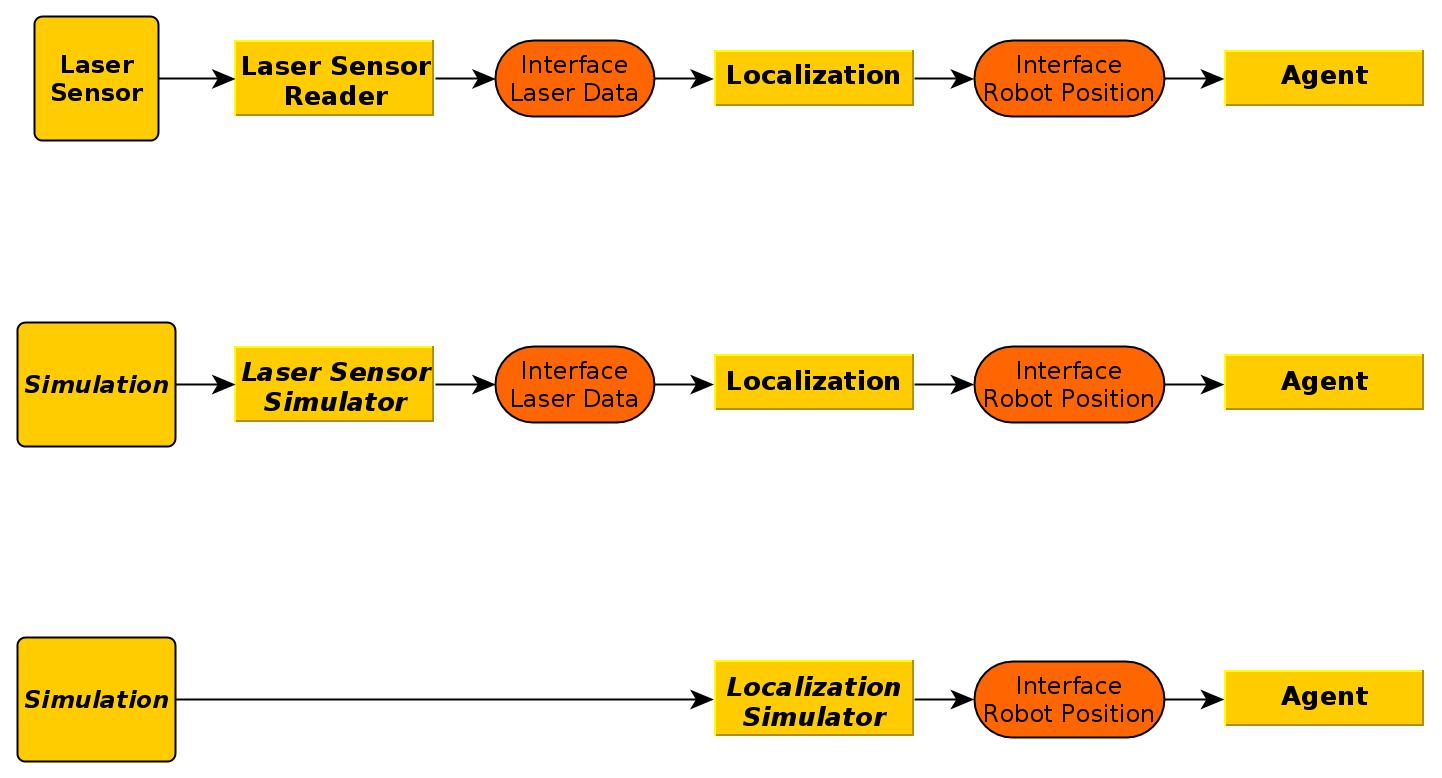 Laser
Sensor
Laser Sensor
Reader
Interface
Laser Data
Localization
Interface
Robot Position
Agent
Simulation
Laser Sensor
Simulator
Interface
Laser Data
Localization
Interface
Robot Position
Agent
Simulation
Localization
Simulator
Interface
Robot Position
Agent